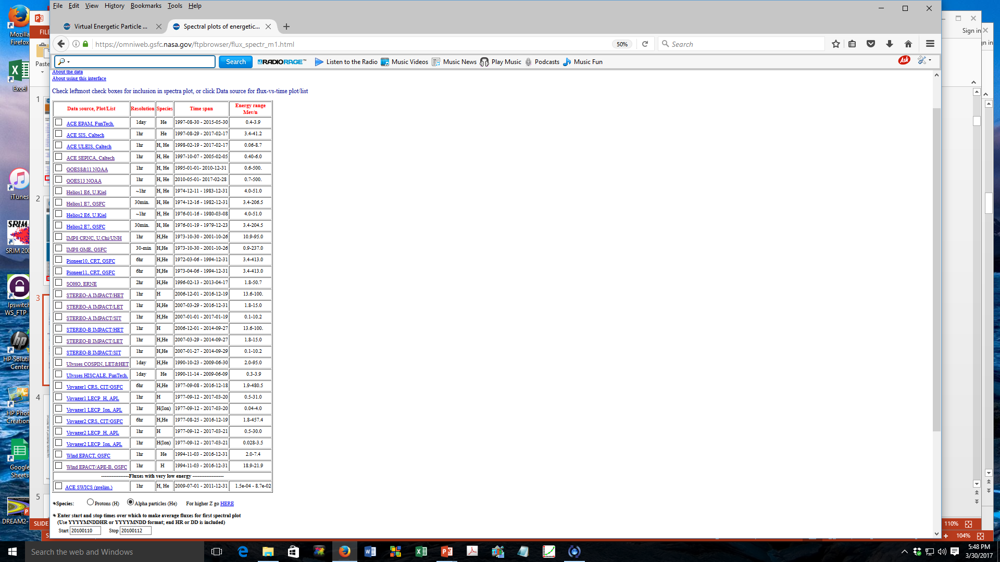 File Edit View History Bookmarks Tools Help
Virtual Energetic Particle ...
Spectral plots of energetic...
Sign in
https://omniweb.gsfc.nasa.gov/ftpbrowser/flux_spectr_m1.html
50%
Search
Search RADIORAGE™ Listen to the Radio Music Videos Music News Play Music Podcasts Music Fun Ask
About the data
About using this interface
Check leftmost check boxes for inclusion in spectra plot, or click Data source for flux-vs-time plot/list
Data source, Plot/List Resolution Species Time span Energy range Mev/n
ACE EPAM, FunTech. 1day He 1997-08-30 - 2015-05-30 0.4-3.9
ACE SIS, Caltech 1hr He 1997-08-29 - 2017-02-17 3.4-41.2
ACE ULEIS, Caltech 1hr H, He 1998-02-19 - 2017-02-17 0.06-8.7
ACE SEPICA, Caltech 1hr H, He 1997-10-07 - 2005-02-05 0.40-6.0
GOES8&11 NOAA 1hr H, He 1995-01-01- 2010-12-31 0.6-500.
GOES13 NOAA 1hr H, He 2010-05-01- 2017-02-28 0.7-500.
Helios1 E6, U.Kiel ~1hr H, He 1974-12-11 - 1983-12-31 4.0-51.0
Helios1 E7, GSFC 30min. H, He 1974-12-16 - 1982-12-31 3.4-206.5
Helios2 E6, U.Kiel ~1hr H, He 1976-01-16 - 1980-03-08 4.0-51.0
Helios2 E7, GSFC 30min. H, He 1976-01-19 - 1979-12-23 3.4-204.5
IMP8 CRNC, U.Chi/UNH 1hr H,He 1973-10-30 - 2001-10-26 10.9-95.0
IMP8 GME, GSFC 30-min H,He 1973-10-30 - 2001-10-26 0.9-237.0
Pioneer10, CRT, GSFC 6hr H,He 1972-03-06 - 1994-12-31 3.4-413.0
Pioneer11, CRT, GSFC 6hr H,He 1973-04-06 - 1994-12-31 3.4-413.0
SOHO, ERNE 2hr H,He 1996-02-13 - 2013-04-17 1.8-50.7
STEREO-A IMPACT/HET 1hr H 2006-12-01 - 2016-12-19 13.6-100.
STEREO-A IMPACT/LET 1hr H,He 2007-03-29 - 2016-12-31 1.8-15.0
STEREO-A IMPACT/SIT 1hr H,He 2007-01-01 - 2017-01-19 0.1-10.2
STEREO-B IMPACT/HET 1hr H 2006-12-01 - 2014-09-27 13.6-100.
STEREO-B IMPACT/LET 1hr H,He 2007-03-29 - 2014-09-27 1.8-15.0
STEREO-B IMPACT/SIT 1hr H,He 2007-01-27 - 2014-09-29 0.1-10.2
Ulysses COSPIN, LET&HET 1day H,He 1990-10-23 - 2009-06-30 2.0-95.0
Ulysses HISCALE, FunTech. 1day He 1990-11-14 - 2009-06-09 0.3-3.9
Voyager1 CRS, CIT/GSFC 6hr H,He 1977-09-08 - 2016-12-18 1.9-480.5
Voyager1 LECP_H, APL 1hr H 1977-09-12 - 2017-03-20 0.5-31.0
Voyager1 LECP_Ion, APL 1hr H(Ion) 1977-09-12 - 2017-03-20 0.04-4.0
Voyager2 CRS, CIT/GSFC 6hr H,He 1977-08-25 - 2016-12-19 1.8-457.4
Voyager2 LECP_H, APL 1hr H 1977-09-12 - 2017-03-21 0.5-30.0
Voyager2 LECP_Ion, APL 1hr H(Ion) 1977-09-12 - 2017-03-21 0.028-3.5
Wind EPACT, GSFC 1hr He 1994-11-03 - 2016-12-31 2.0-7.4
Wind EPACT/APE-B, GSFC 1hr H 1994-11-03 - 2016-12-31 18.9-21.9
----------------Fluxes with very low energy ------------------
ACE SWICS (prelim.) 1hr H, He 2009-07-01 - 2011-12-31 1.5e-04 - 8.7e-02
Species: Protons (H) Alpha particles (He) For higher Z go HERE
Enter start and stop times over which to make average fluxes for first spectral plot
(Use YYYYMNDDHR or YYYYMNDD format; end HR or DD is included)
Start 20100110 Stop 20100112
Mozilla
Firefox
Excel
iTunes
SRIM
SRIM 200
Ipswitch
WS_FTP
HP Soluti
Center
HP Phot
Creation
Google
Sheets
DREAM2-
FILE
Paste
1
2
3
4
5
SLIDE
110%
104%
Search the web and Windows
5:48 PM
3/30/2017